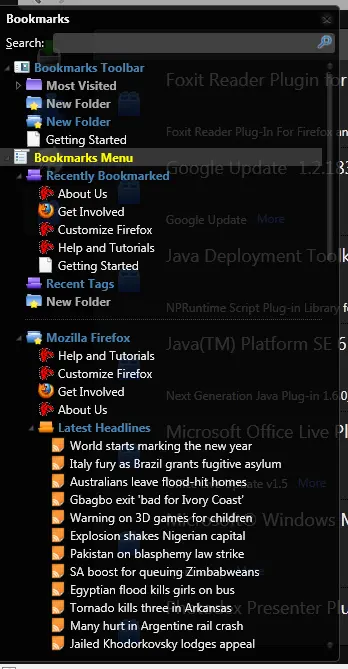 Bookmarks
Search:
Bookmarks Toolbar
Most Visited
New Folder
New Folder
Getting Started
Bookmarks Menu
Recently Bookmarked
About Us
Get Involved
Customize Firefox
Help and Tutorials
Getting Started
Recent Tags
New Folder
Mozilla Firefox
Help and Tutorials
Customize Firefox
Get Involved
About Us
Latest Headlines
World starts marking the new year
Italy fury as Brazil grants fugitive asylum
Australians leave flood-hit homes
Gbagbo exit 'bad for Ivory Coast'
Warning on 3D games for children
Explosion shakes Nigerian capital
Pakistan on blasphemy law strike
SA boost for queuing Zimbabweans
Egyptian flood kills girls on bus
Tornado kills three in Arkansas
Many hurt in Argentine rail crash
Jailed Khodorkovsky lodges appeal
Foxit Reader Plugin for
Foxit Reader Plug-In For Firefox and
Google Update 1.2.183
Google Update More
Java Deployment Toolk
NPRuntime Script Plug-in Library fo
Java(TM) Platform SE 6
Next Generation Java Plug-in 1.6.0
Microsoft Office Live Pl
Update v1.5 More
Microsoft® Windows M
More
Presenter Plu